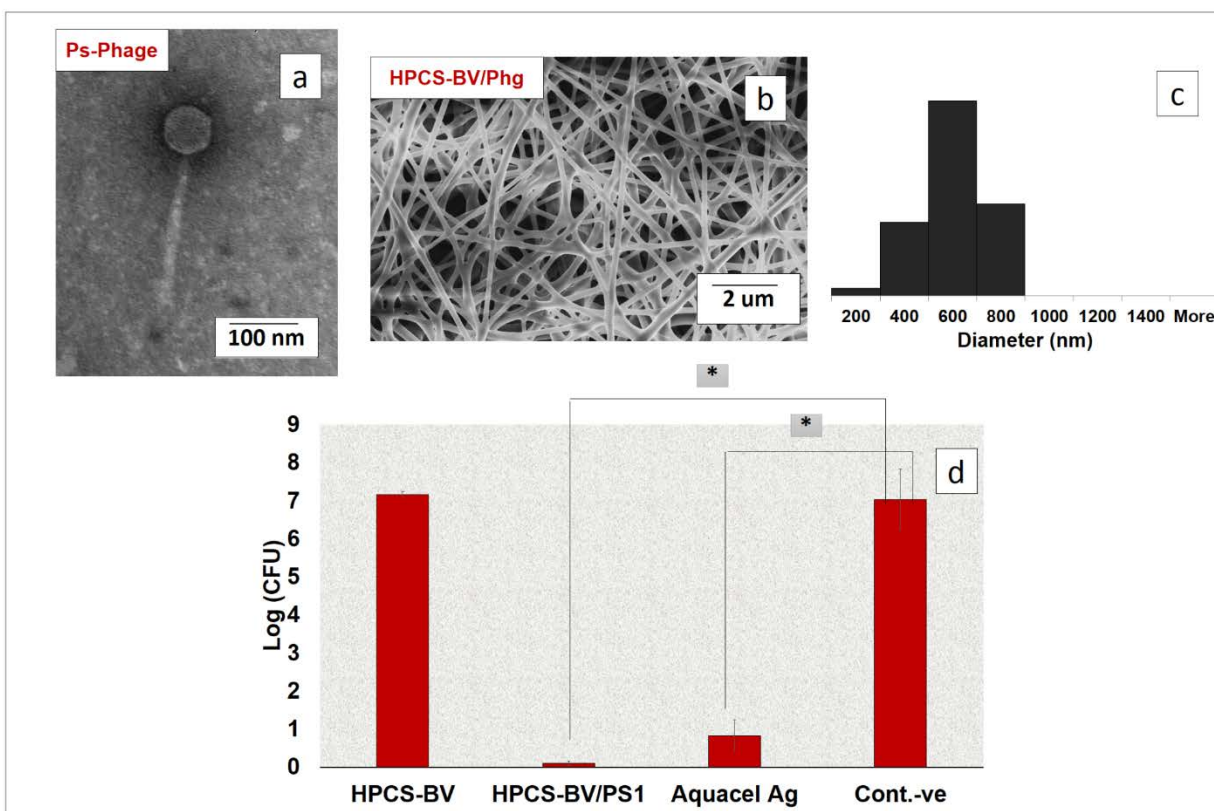 Ps-Phage
a
100 nm
HPCS-BV/Phg
b
2 um
c
200 400 600 800 1000 1200 1400 More
Diameter (nm)
*
*
d
9
8
7
6
5
4
3
2
1
0
Log (CFU)
HPCS-BV HPCS-BV/PS1 Aquacel Ag Cont.-ve